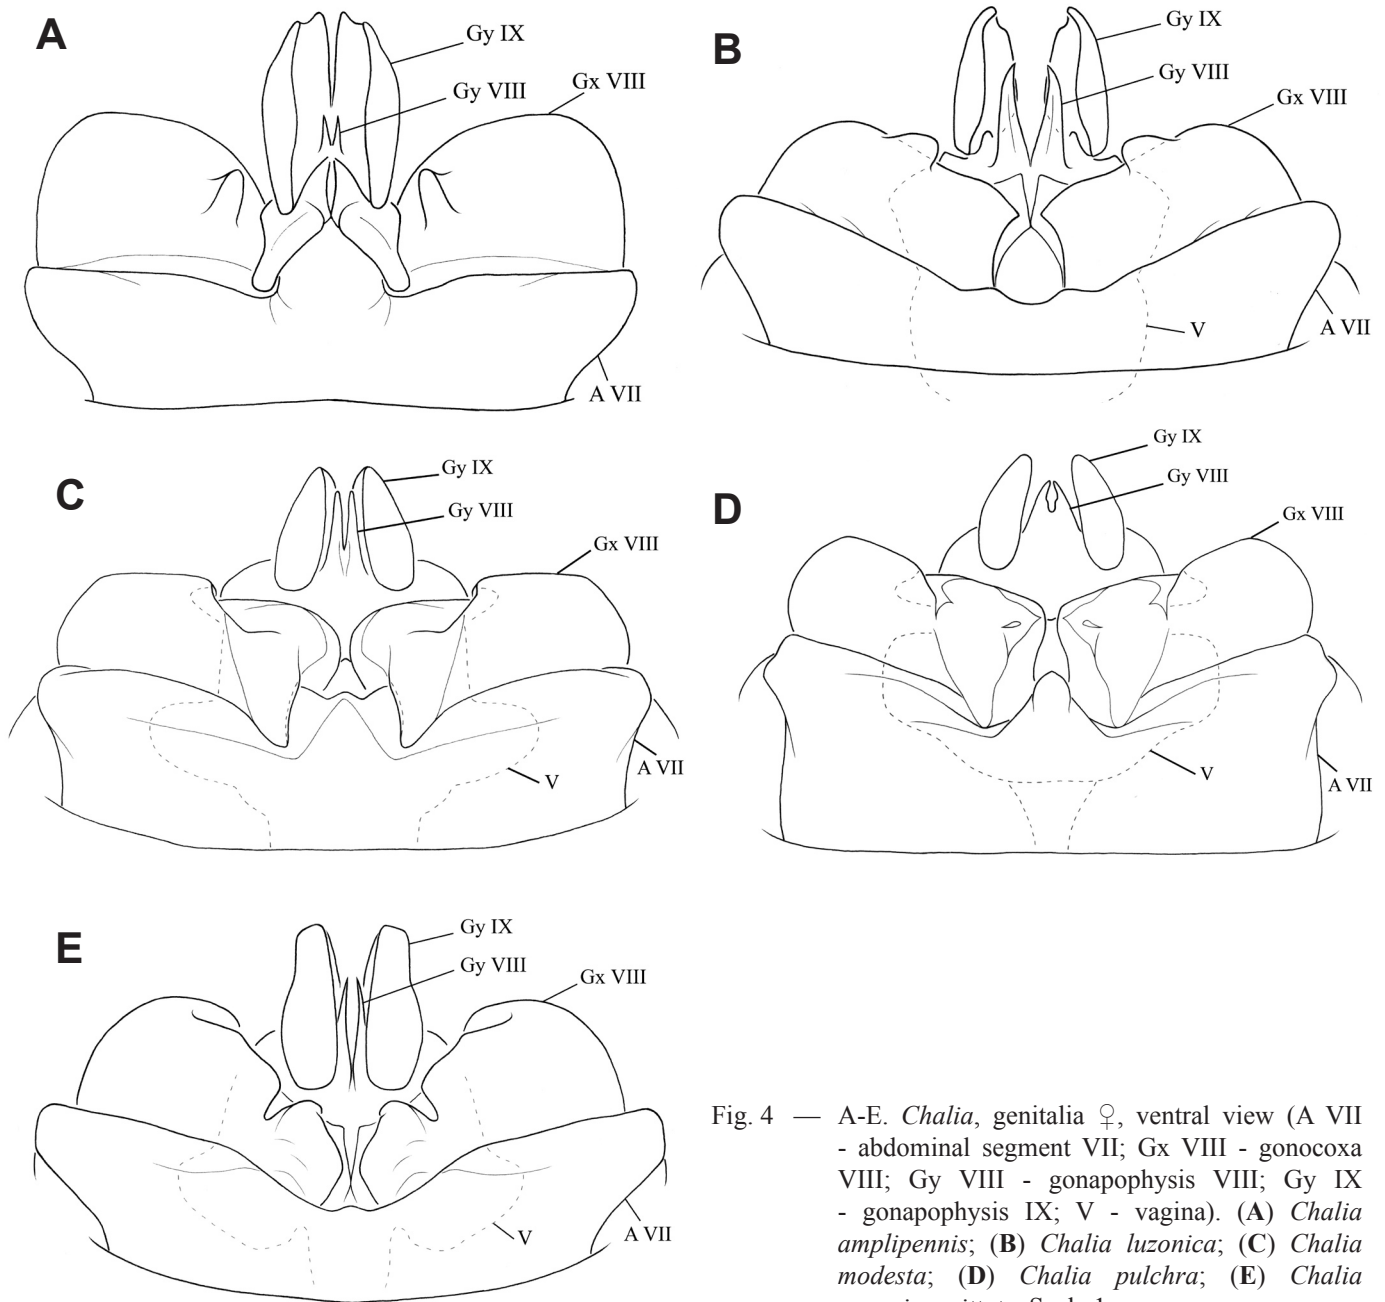 A
Gy IX
Gy VIII
Gx VIII
A VII
B
Gy IX
Gy VIII
Gx VIII
V
A VII
C
Gy IX
Gy VIII
Gx VIII
A VII
V
D
Gy IX
Gy VIII
Gx VIII
V
A VII
E
Gy IX
Gy VIII
Gx VIII
V
A VII
Fig. 4 — A-E. Chalia, genitalia ♀, ventral view (A VII
- abdominal segment VII; Gx VIII - gonocoxa
VIII; Gy VIII - gonapophysis VIII; Gy IX
- gonapophysis IX; V - vagina). (A) Chalia
amplipennis; (B) Chalia luzonica; (C) Chalia
modesta; (D) Chalia pulchra; (E) Chalia